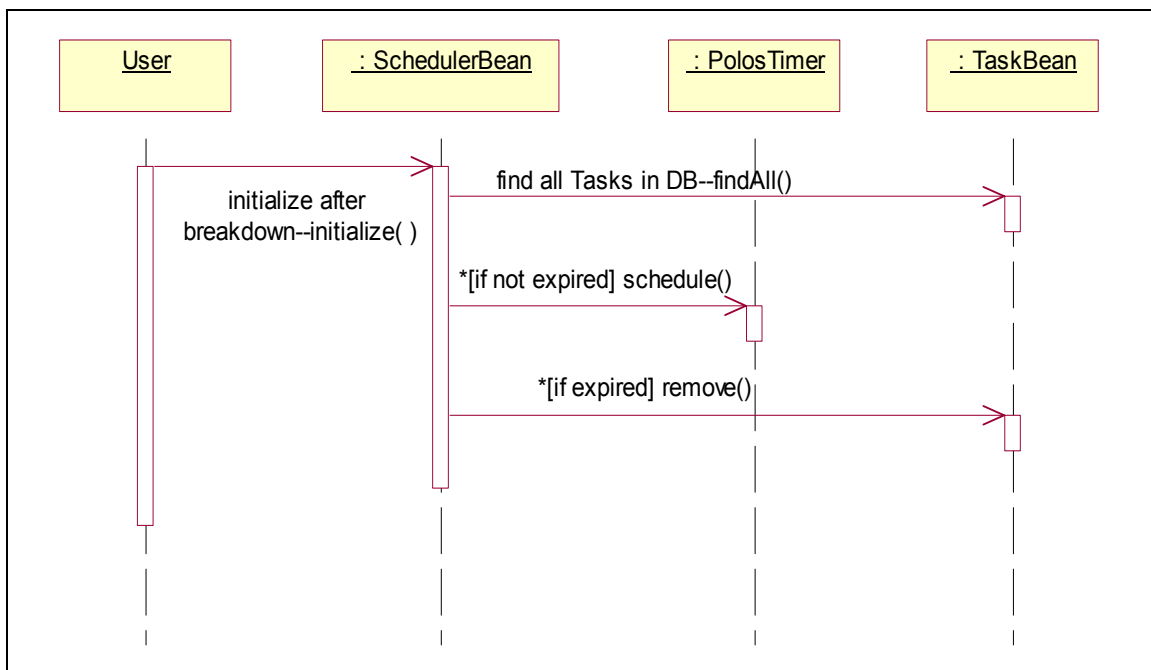 User
: SchedulerBean
: PolosTimer
: TaskBean
initialize after
breakdown--initialize( )
find all Tasks in DB--findAll()
*[if not expired] schedule()
*[if expired] remove()